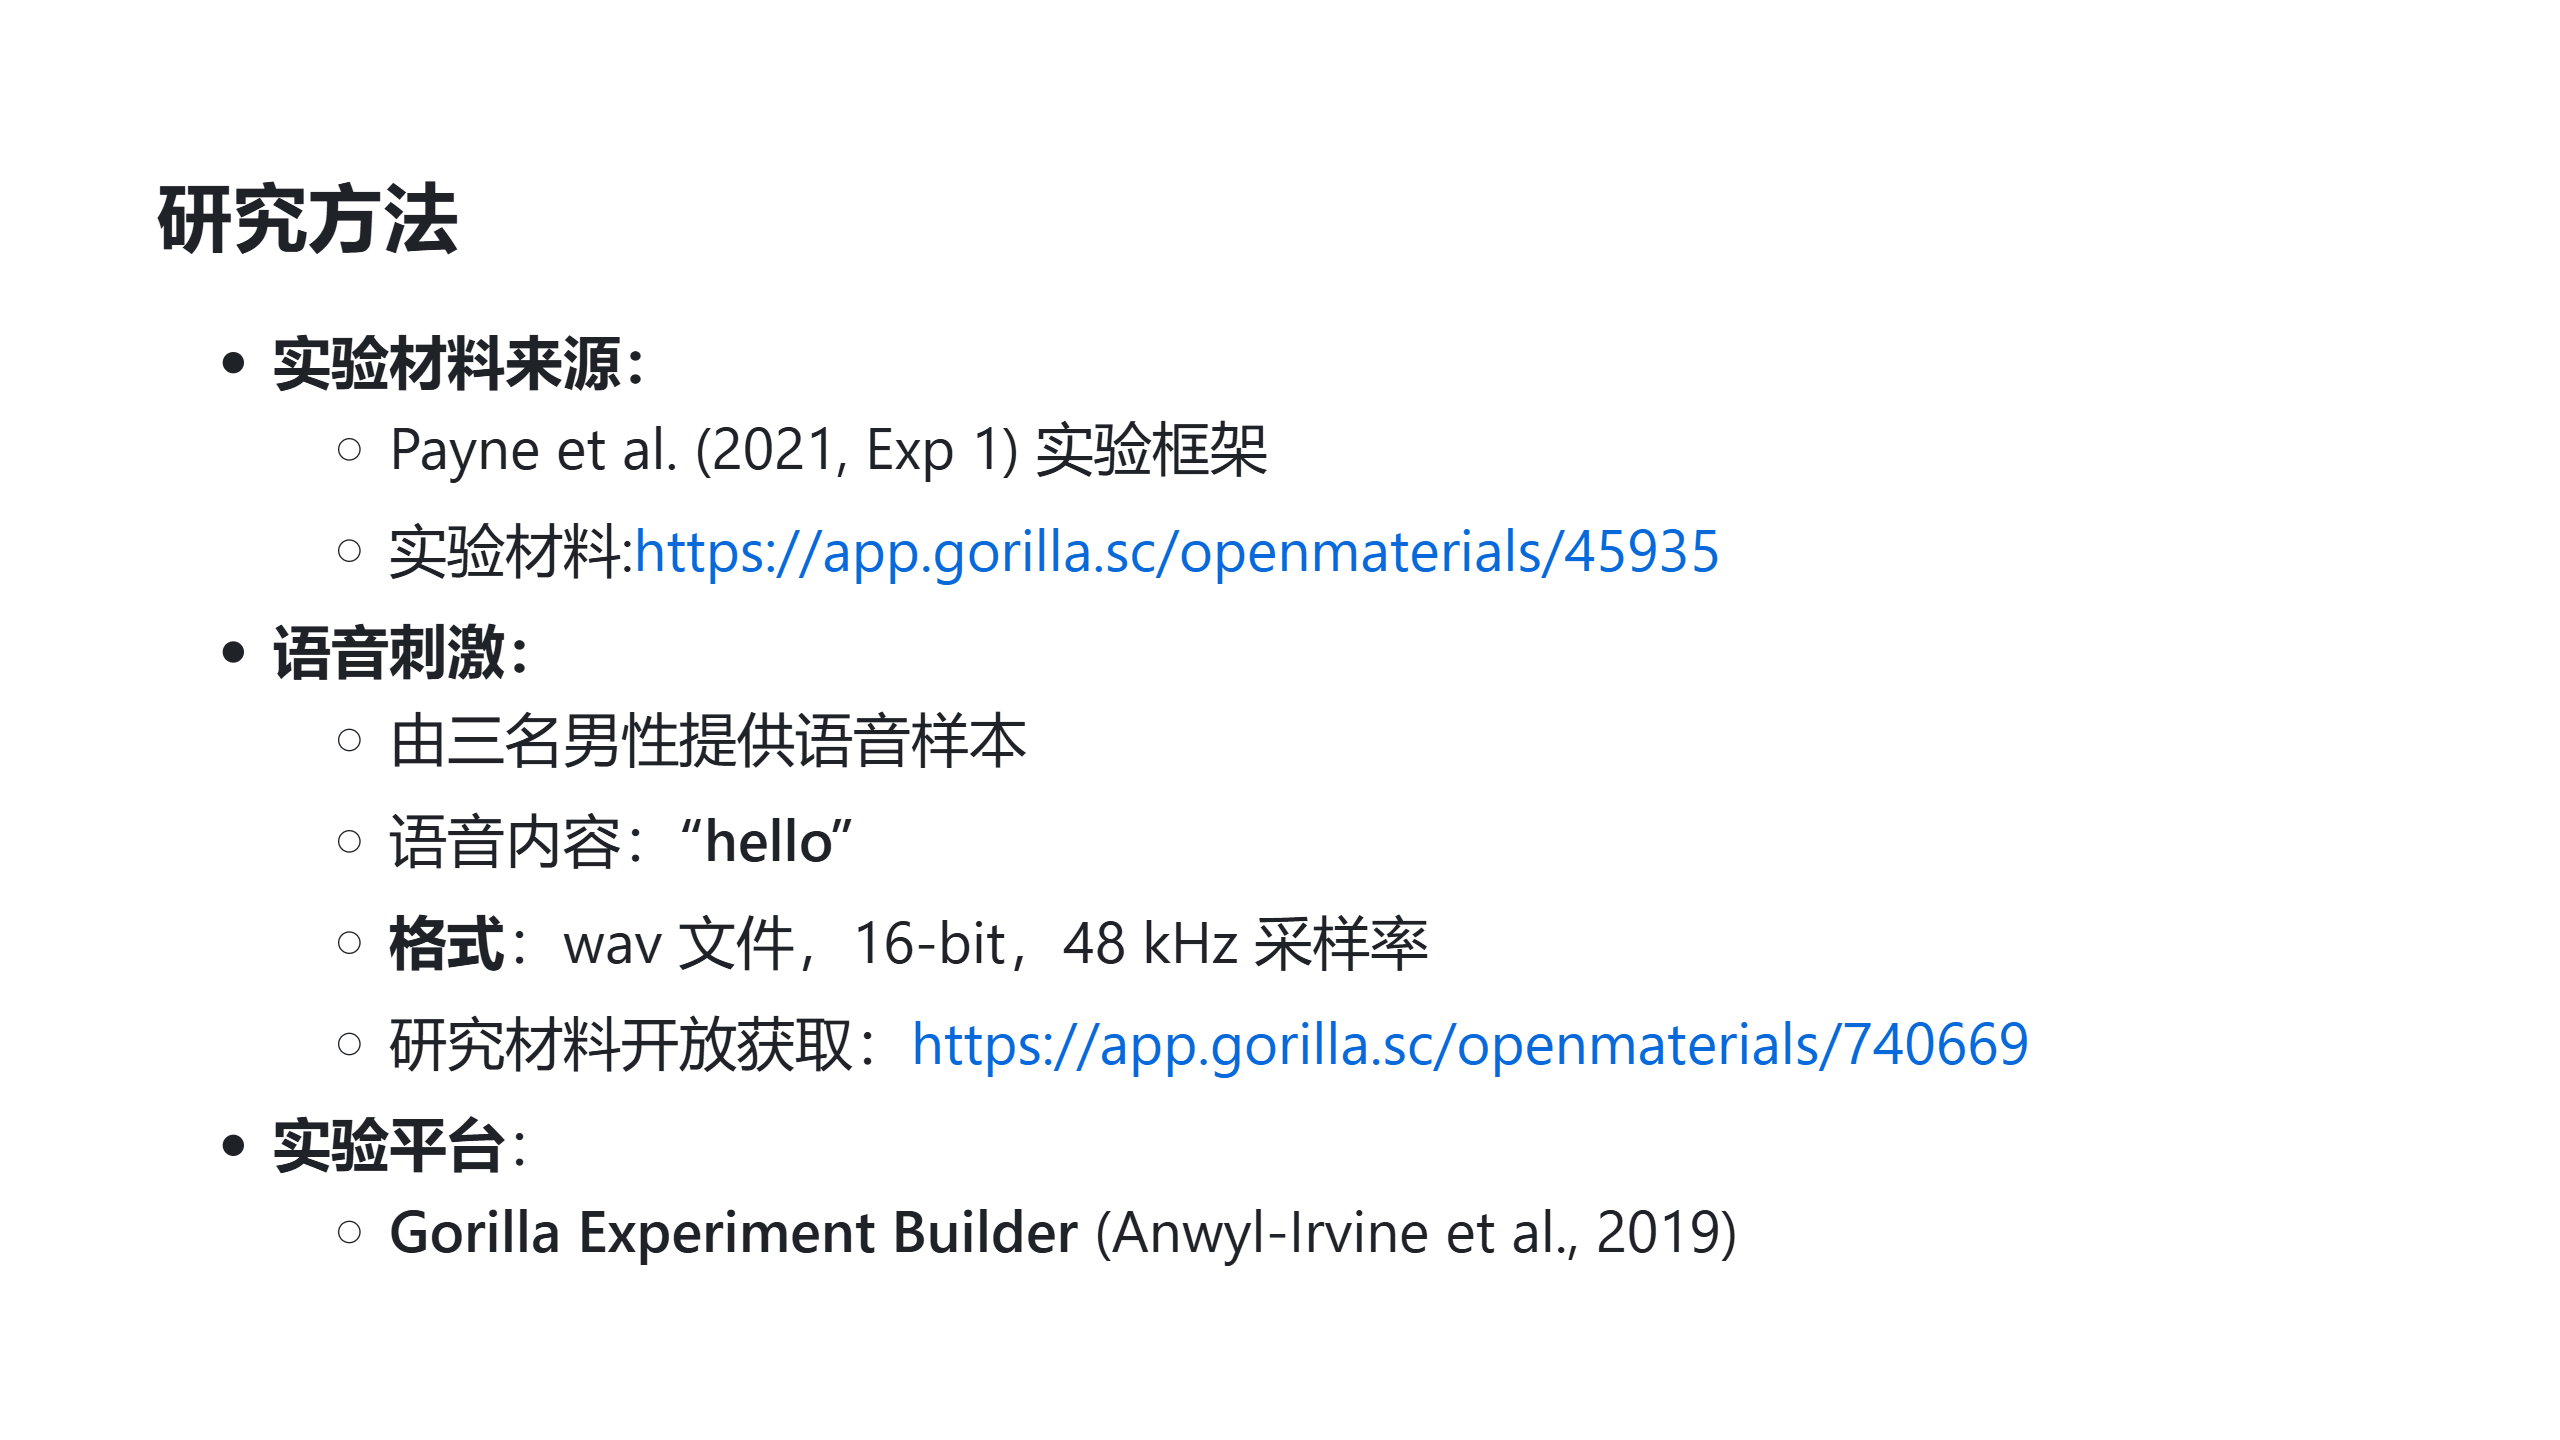 研究方法
实验材料来源：
Payne et al. (2021, Exp 1) 实验框架
实验材料:https://app.gorilla.sc/openmaterials/45935
语音刺激：
由三名男性提供语音样本
语音内容：“hello”
格式：wav 文件，16-bit，48 kHz 采样率
研究材料开放获取：https://app.gorilla.sc/openmaterials/740669
实验平台：
Gorilla Experiment Builder (Anwyl-Irvine et al., 2019)